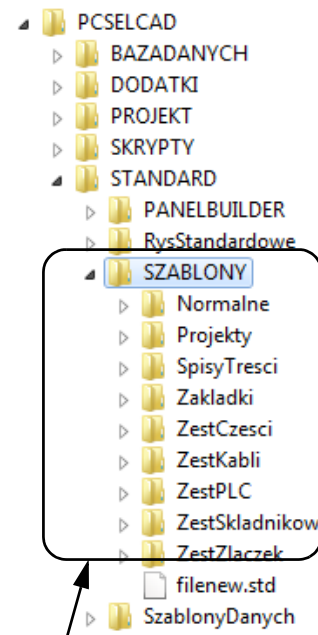 PCSELCAD
BAZADANYCH
DODATKI
PROJEKT
SKRYPTY
STANDARD
PANELBUILDER
RysStandardowe
SZABLONY
Normalne
Projekty
SpisyTresci
Zakladki
ZestCzesci
ZestKabli
ZestPLC
ZestSkladnikow
ZestZlaczek
filenew.std
SzablonyDanych